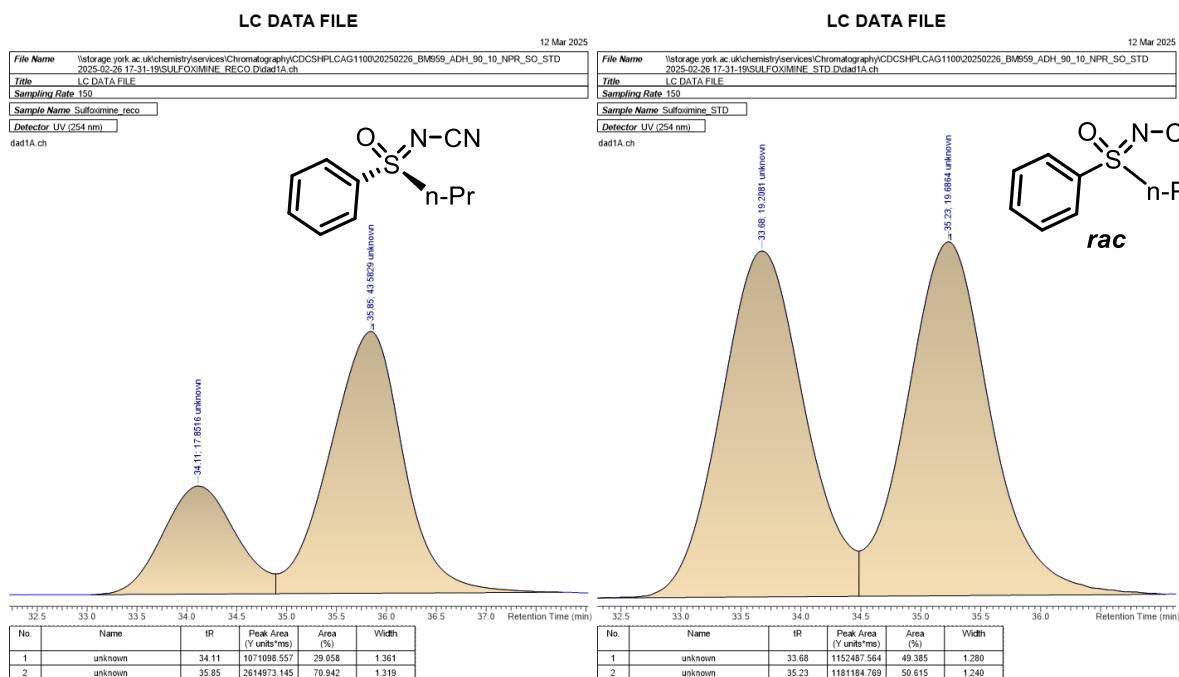 LC DATA FILE
12 Mar 2025
File Name \\storage.york.ac.uk\chemistry\services\Chromatography\CDCSHPLCAG1100\20250226_BM959_ADH_90_10_NPR_SO_STD
2025-02-26 17-31-19\SULFOXIMINE_RECO.D\dad1A.ch
Title LC DATA FILE
Sampling Rate 150
Sample Name Sulfoximine_reco
Detector UV (254 nm)
dad1A.ch
O N–CN
S
n-Pr
34.11; 17.8516 unknown
35.85; 43.5829 unknown
32.5 33.0 33.5 34.0 34.5 35.0 35.5 36.0 36.5 37.0 Retention Time (min)
No. Name tR Peak Area (Y units*ms) Area (%) Width
1 unknown 34.11 1071098.557 29.058 1.361
2 unknown 35.85 2614973.145 70.942 1.319
LC DATA FILE
12 Mar 2025
File Name \\storage.york.ac.uk\chemistry\services\Chromatography\CDCSHPLCAG1100\20250226_BM959_ADH_90_10_NPR_SO_STD
2025-02-26 17-31-19\SULFOXIMINE_STD.D\dad1A.ch
Title LC DATA FILE
Sampling Rate 150
Sample Name Sulfoximine_STD
Detector UV (254 nm)
dad1A.ch
O N–C
S
n-P
rac
33.68; 19.2081 unknown
35.23; 19.6864 unknown
32.5 33.0 33.5 34.0 34.5 35.0 35.5 36.0 Retention Time (min)
No. Name tR Peak Area (Y units*ms) Area (%) Width
1 unknown 33.68 1152487.564 49.385 1.280
2 unknown 35.23 1181184.769 50.615 1.240